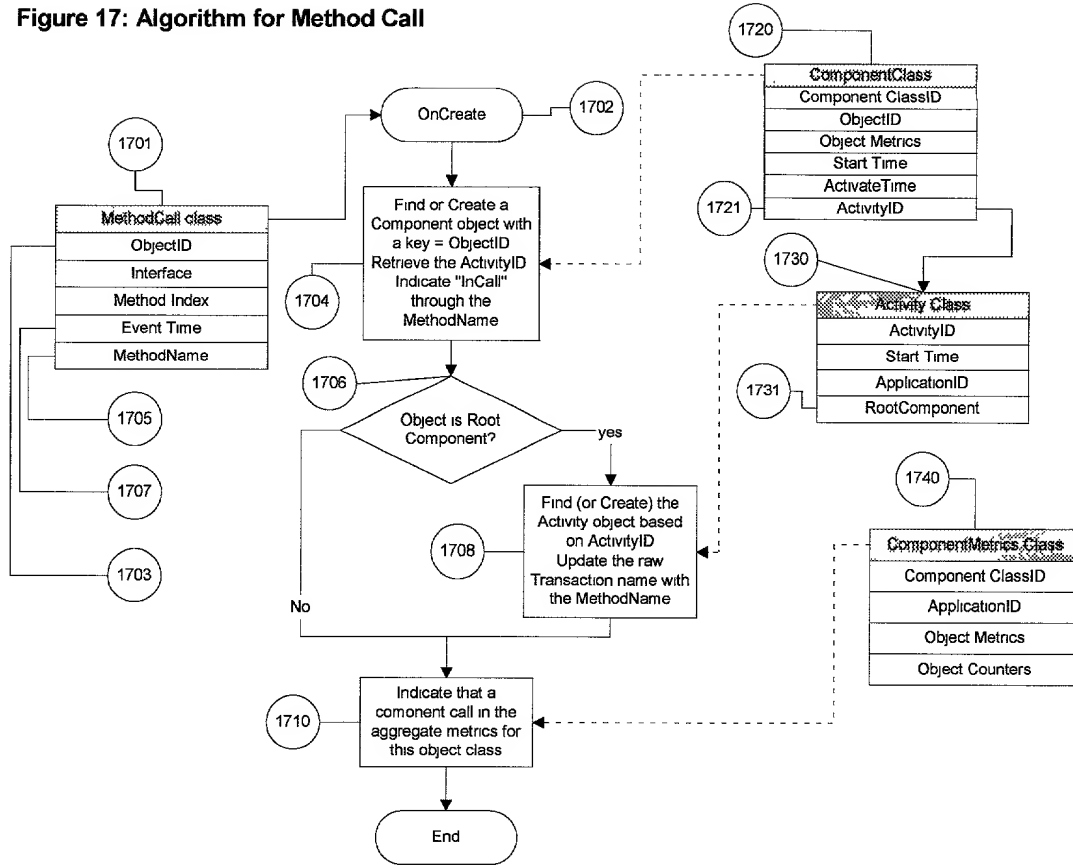 Figure 17: Algorithm for Method Call
1720
ComponentClass
Component ClassID
ObjectID
Object Metrics
Start Time
ActivateTime
ActivityID
1721
OnCreate
1702
1701
MethodCall class
ObjectID
Interface
Method Index
Event Time
MethodName
Find or Create a
Component object with
a key = ObjectID
Retrieve the ActivityID
Indicate "InCall"
through the
MethodName
1704
1730
Activity Class
ActivityID
Start Time
ApplicationID
RootComponent
1731
1706
Object is Root
Component?
yes
No
1705
1707
1703
Find (or Create) the
Activity object based
on ActivityID
Update the raw
Transaction name with
the MethodName
1708
1740
ComponentMetrics Class
Component ClassID
ApplicationID
Object Metrics
Object Counters
Indicate that a
comonent call in the
aggregate metrics for
this object class
1710
End